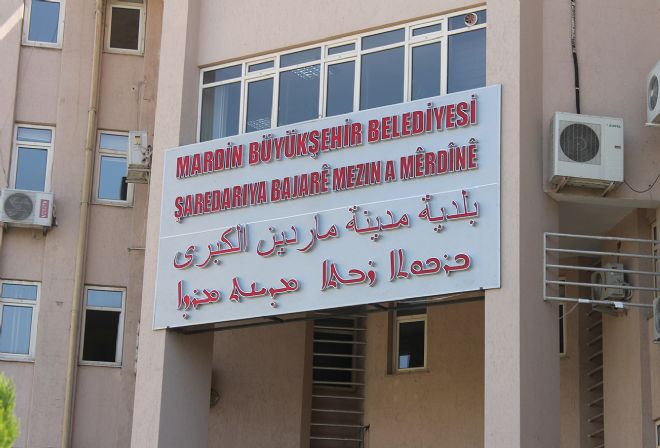 MARDİN BÜYÜKŞEHİR BELEDİYESİ
ŞAREDARIYA BAJARÊ MEZIN A MÊRDÎNÊ
بلدية مدينة ماردين الكبرى